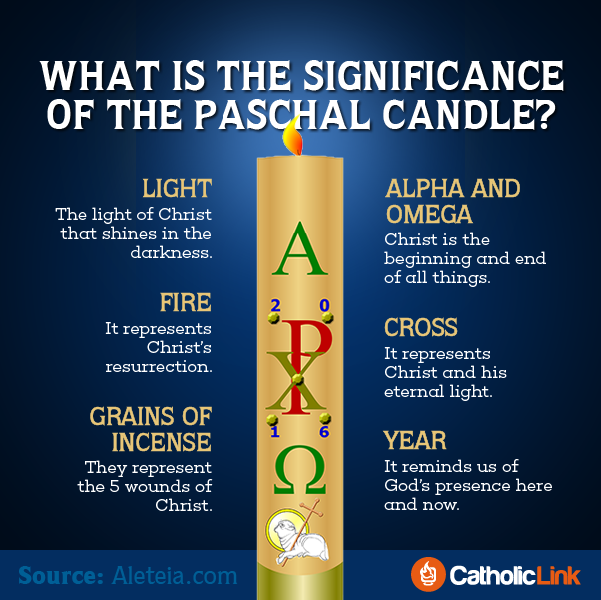 WHAT IS THE SIGNIFICANCE
OF THE PASCHAL CANDLE?
LIGHT
The light of Christ
that shines in the
darkness.
FIRE
It represents
Christ's
resurrection.
GRAINS OF
INCENSE
They represent
the 5 wounds of
Christ.
Α
2 0
ΡΧ
1 6
Ω
ALPHA AND
OMEGA
Christ is the
beginning and end
of all things.
CROSS
It represents
Christ and his
eternal light.
YEAR
It reminds us of
God's presence here
and now.
Source: Aleteia.com
CatholicLink